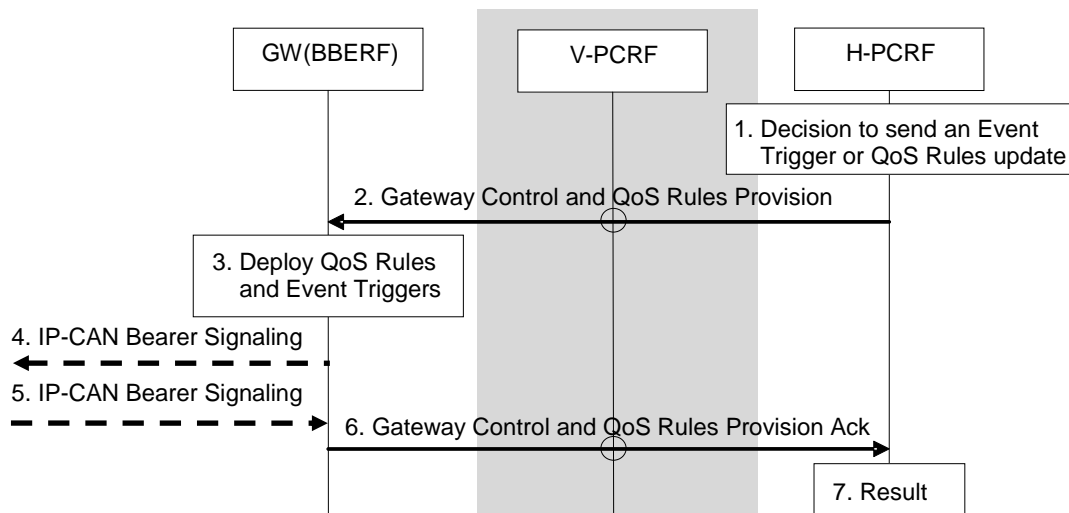 GW(BBERF)
V-PCRF
H-PCRF
1. Decision to send an Event
Trigger or QoS Rules update
2. Gateway Control and QoS Rules Provision
3. Deploy QoS Rules
and Event Triggers
4. IP-CAN Bearer Signaling
5. IP-CAN Bearer Signaling
6. Gateway Control and QoS Rules Provision Ack
7. Result